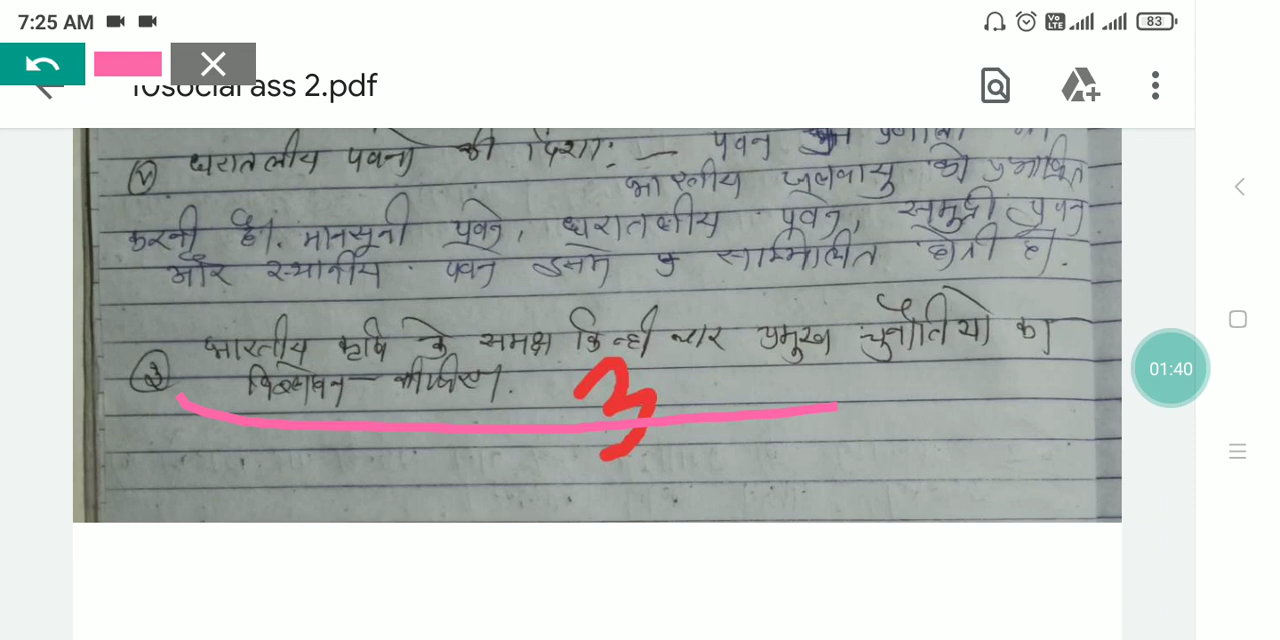 7:25 AM
83
10social ass 2.pdf
धरातलीय पवनों की दिशा: — पवन
भारतीय जलवायु को प्रभावित
करती है। मानसूनी पवने, धरातलीय पवने, समुद्री पवन
और स्थानीय पवने इसमे सम्मिलित होती है।
③ भारतीय कृषि के समक्ष किन्ही चार प्रमुख चुनौतियो का
कीजिए।
3
01:40